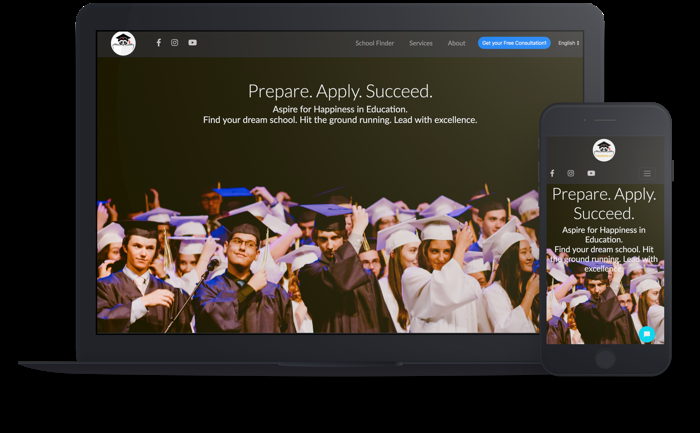 School Finder
Services
About
Get your Free Consultation!
English
Prepare. Apply. Succeed.
Aspire for Happiness in Education.
Find your dream school. Hit the ground running. Lead with excellence.
Prepare. Apply.
Succeed.
Aspire for Happiness in
Education.
Find your dream school. Hit
the ground running. Lead with
excellence.